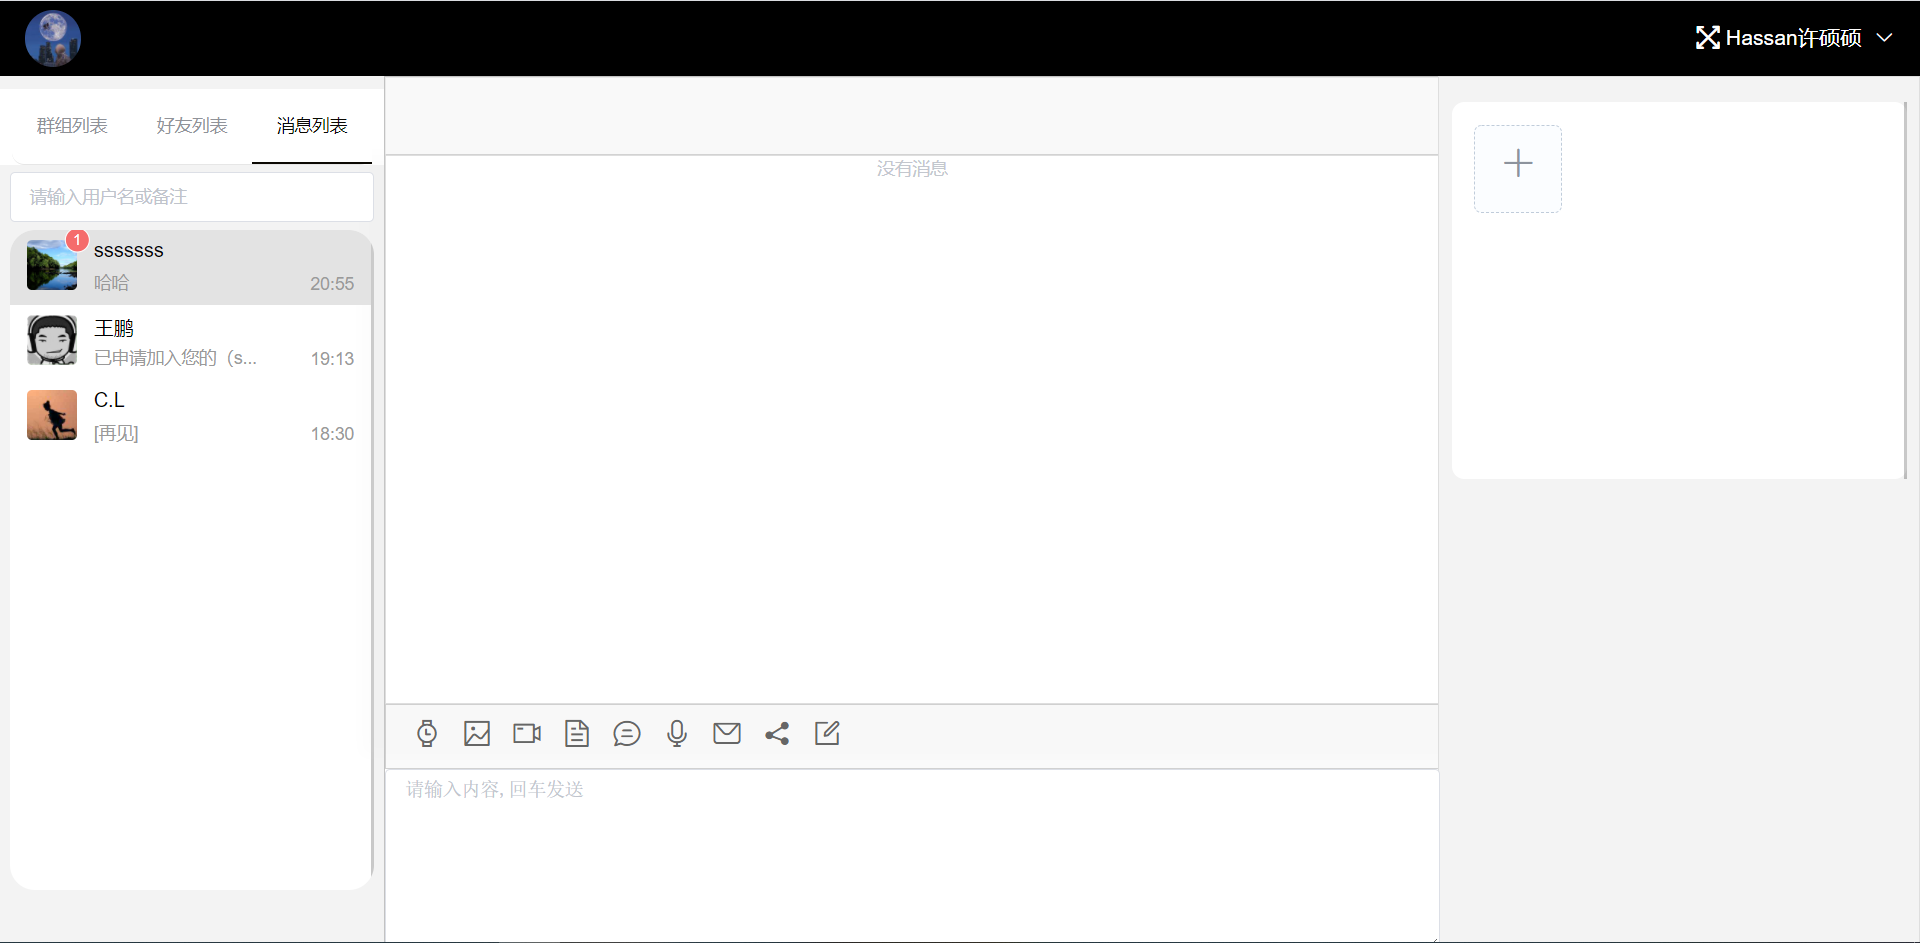 Hassan许硕硕
群组列表 好友列表 消息列表
请输入用户名或备注
1
sssssss
哈哈 20:55
王鹏
已申请加入您的（s... 19:13
C.L
[再见] 18:30
没有消息
请输入内容, 回车发送